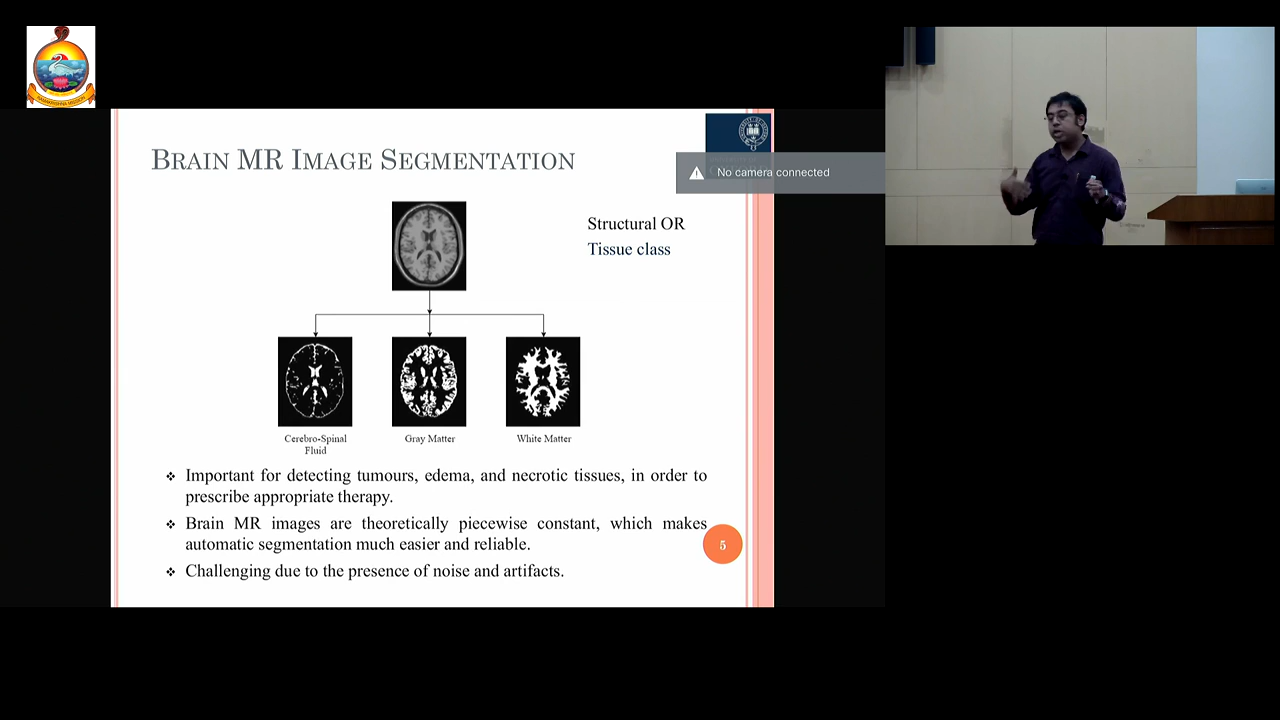 BRAIN MR IMAGE SEGMENTATION
No camera connected
Structural OR
Tissue class
Cerebro-Spinal
Fluid
Gray Matter
White Matter
❖ Important for detecting tumours, edema, and necrotic tissues, in order to
prescribe appropriate therapy.
❖ Brain MR images are theoretically piecewise constant, which makes
automatic segmentation much easier and reliable.
5
❖ Challenging due to the presence of noise and artifacts.